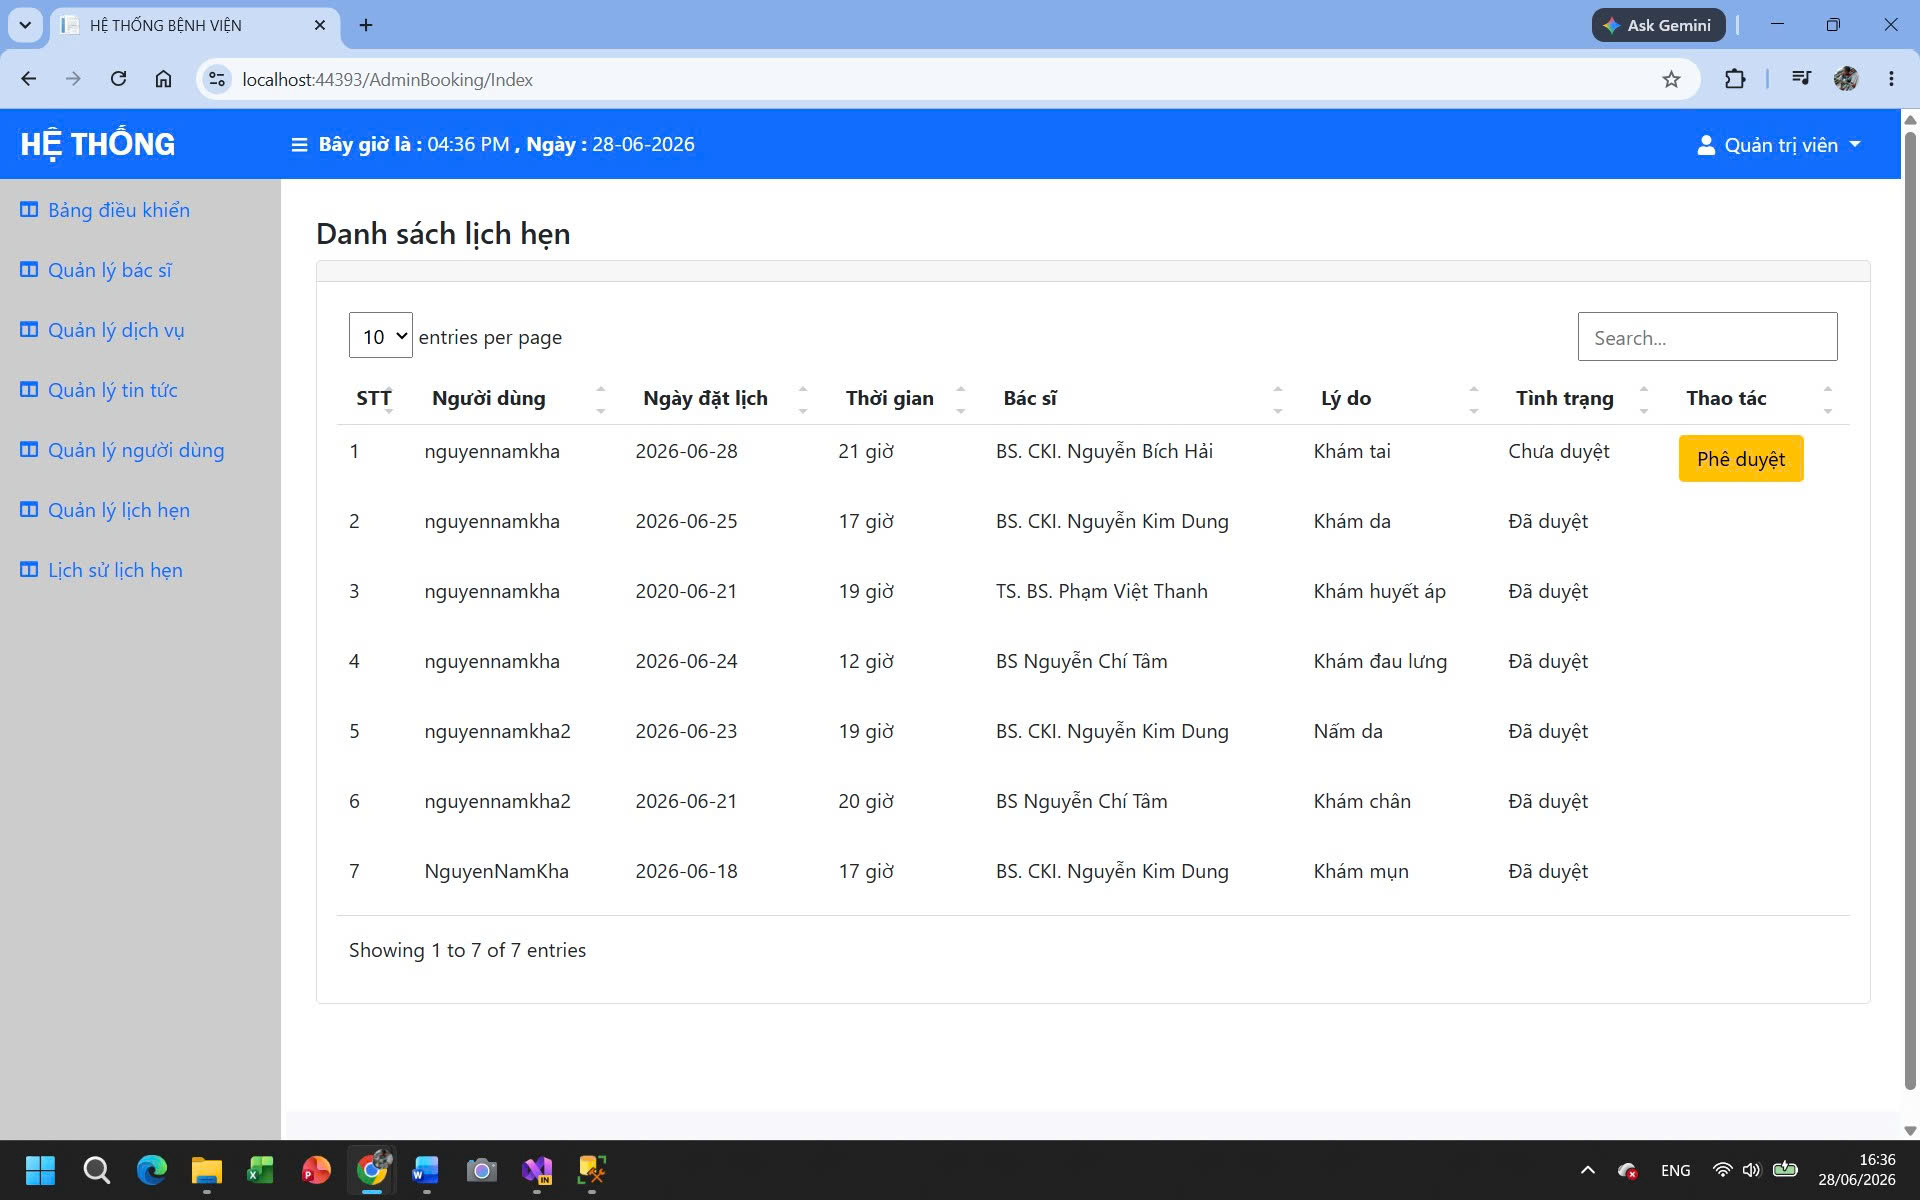 HỆ THỐNG BỆNH VIỆN
Ask Gemini
localhost:44393/AdminBooking/Index
HỆ THỐNG
Bây giờ là : 04:36 PM , Ngày : 28-06-2026
Quản trị viên
Bảng điều khiển
Quản lý bác sĩ
Quản lý dịch vụ
Quản lý tin tức
Quản lý người dùng
Quản lý lịch hẹn
Lịch sử lịch hẹn
Danh sách lịch hẹn
10 entries per page
Search...
STT Người dùng Ngày đặt lịch Thời gian Bác sĩ Lý do Tình trạng Thao tác
1 nguyennamkha 2026-06-28 21 giờ BS. CKI. Nguyễn Bích Hải Khám tai Chưa duyệt Phê duyệt
2 nguyennamkha 2026-06-25 17 giờ BS. CKI. Nguyễn Kim Dung Khám da Đã duyệt
3 nguyennamkha 2020-06-21 19 giờ TS. BS. Phạm Việt Thanh Khám huyết áp Đã duyệt
4 nguyennamkha 2026-06-24 12 giờ BS Nguyễn Chí Tâm Khám đau lưng Đã duyệt
5 nguyennamkha2 2026-06-23 19 giờ BS. CKI. Nguyễn Kim Dung Nấm da Đã duyệt
6 nguyennamkha2 2026-06-21 20 giờ BS Nguyễn Chí Tâm Khám chân Đã duyệt
7 NguyenNamKha 2026-06-18 17 giờ BS. CKI. Nguyễn Kim Dung Khám mụn Đã duyệt
Showing 1 to 7 of 7 entries
ENG
16:36
28/06/2026